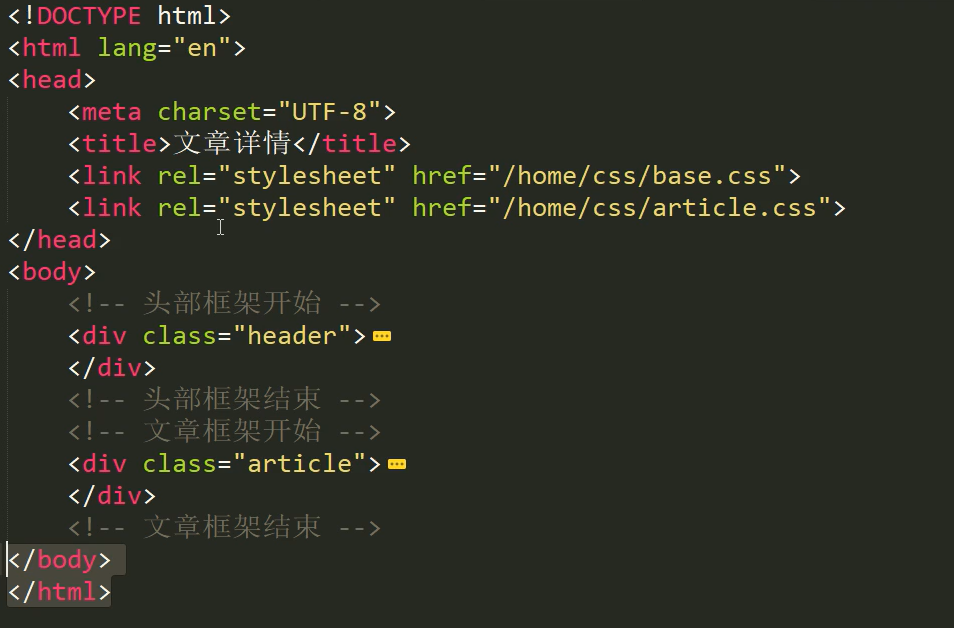 <!DOCTYPE html>
<html lang="en">
<head>
    <meta charset="UTF-8">
    <title>文章详情</title>
    <link rel="stylesheet" href="/home/css/base.css">
    <link rel="stylesheet" href="/home/css/article.css">
</head>
<body>
    <!-- 头部框架开始 -->
    <div class="header">
    </div>
    <!-- 头部框架结束 -->
    <!-- 文章框架开始 -->
    <div class="article">
    </div>
    <!-- 文章框架结束 -->
</body>
</html>